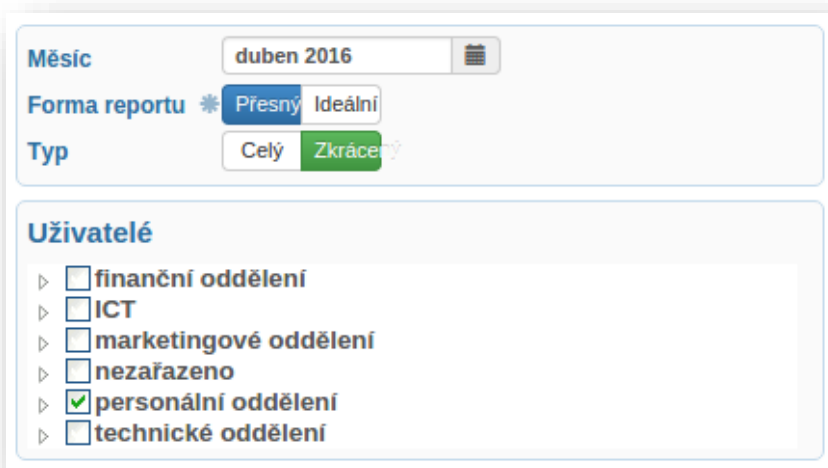 Měsíc duben 2016
Forma reportu Přesný Ideální
Typ Celý Zkrácený
Uživatelé
finanční oddělení
ICT
marketingové oddělení
nezařazeno
personální oddělení
technické oddělení